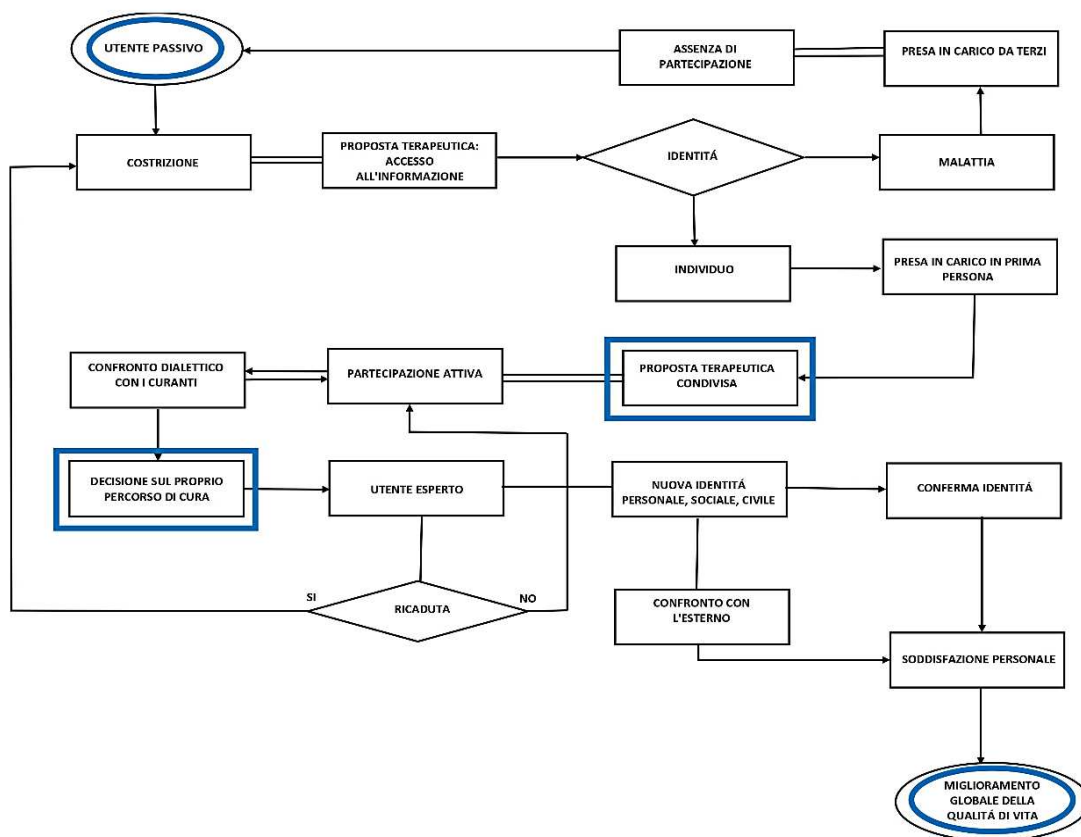 UTENTE PASSIVO
ASSENZA DI
PARTECIPAZIONE
PRESA IN CARICO DA TERZI
COSTRIZIONE
PROPOSTA TERAPEUTICA:
ACCESSO
ALL'INFORMAZIONE
IDENTITÁ
MALATTIA
INDIVIDUO
PRESA IN CARICO IN PRIMA
PERSONA
CONFRONTO DIALETTICO
CON I CURANTI
PARTECIPAZIONE ATTIVA
PROPOSTA TERAPEUTICA
CONDIVISA
DECISIONE SUL PROPRIO
PERCORSO DI CURA
UTENTE ESPERTO
NUOVA IDENTITÁ
PERSONALE, SOCIALE, CIVILE
CONFERMA IDENTITÁ
SI
RICADUTA
NO
CONFRONTO CON
L'ESTERNO
SODDISFAZIONE PERSONALE
MIGLIORAMENTO
GLOBALE DELLA
QUALITÁ DI VITA